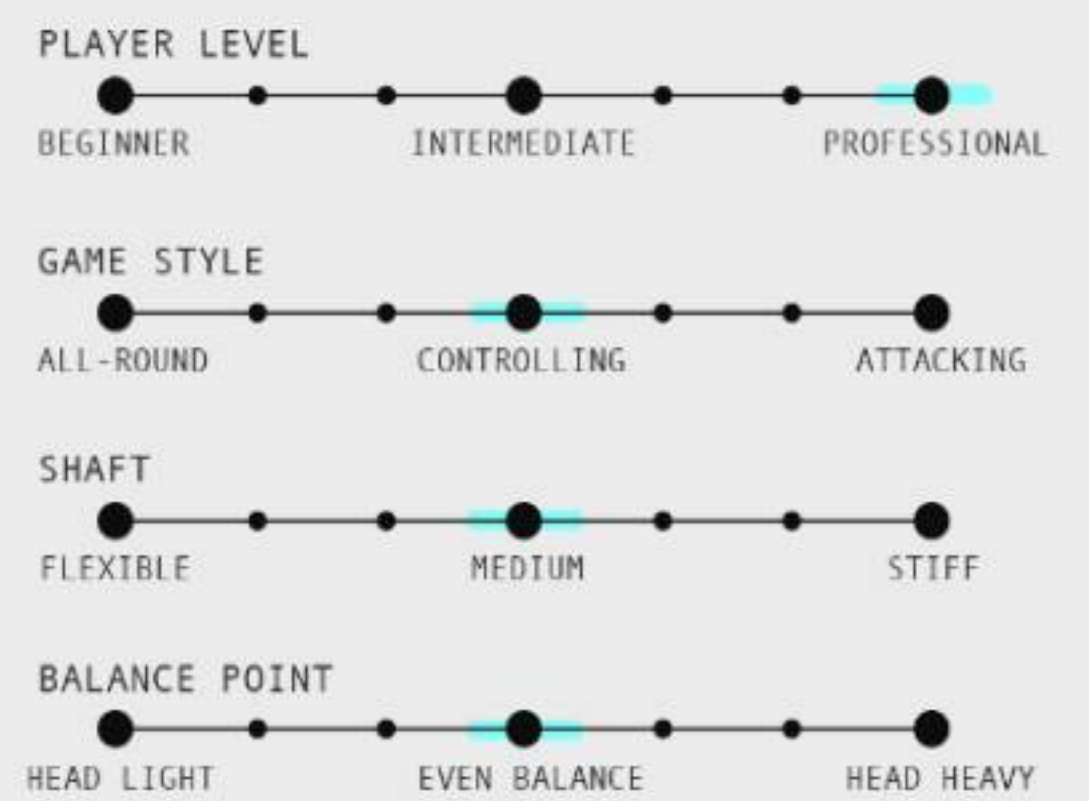 PLAYER LEVEL
BEGINNER INTERMEDIATE PROFESSIONAL
GAME STYLE
ALL-ROUND CONTROLLING ATTACKING
SHAFT
FLEXIBLE MEDIUM STIFF
BALANCE POINT
HEAD LIGHT EVEN BALANCE HEAD HEAVY